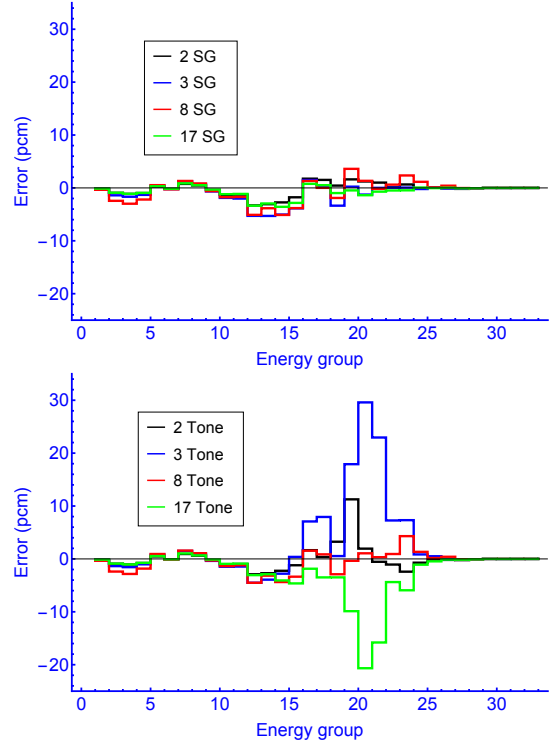 30
20
10
0
−10
−20
Error (pcm)
2 SG
3 SG
8 SG
17 SG
0 5 10 15 20 25 30
Energy group
30
20
10
0
−10
−20
Error (pcm)
2 Tone
3 Tone
8 Tone
17 Tone
0 5 10 15 20 25 30
Energy group